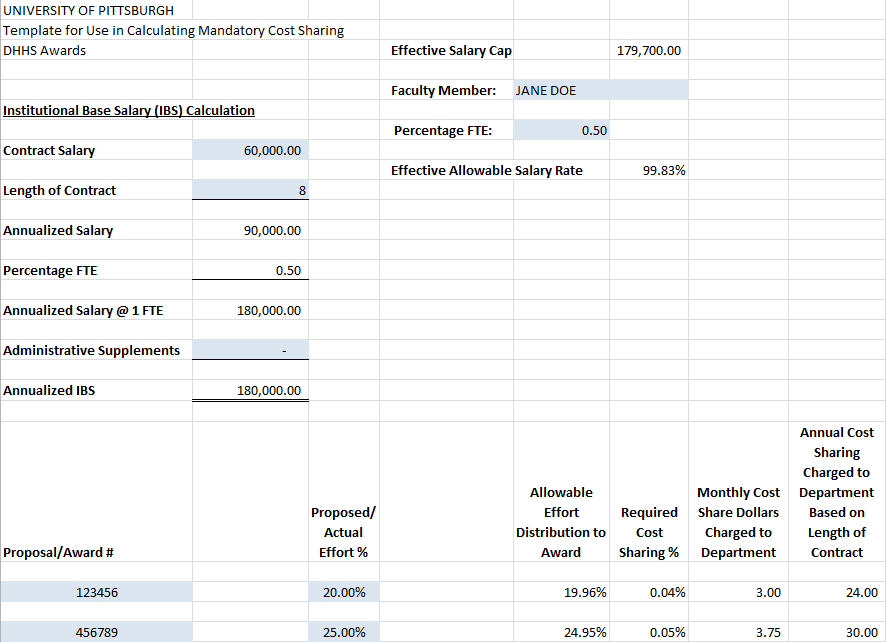 UNIVERSITY OF PITTSBURGH
Template for Use in Calculating Mandatory Cost Sharing
DHHS Awards Effective Salary Cap 179,700.00
Faculty Member: JANE DOE
Institutional Base Salary (IBS) Calculation
Percentage FTE: 0.50
Contract Salary 60,000.00
Effective Allowable Salary Rate 99.83%
Length of Contract 8
Annualized Salary 90,000.00
Percentage FTE 0.50
Annualized Salary @ 1 FTE 180,000.00
Administrative Supplements -
Annualized IBS 180,000.00
Proposal/Award #
Proposed/
Actual
Effort %
Allowable
Effort
Distribution to
Award
Required
Cost
Sharing %
Monthly Cost
Share Dollars
Charged to
Department
Annual Cost
Sharing
Charged to
Department
Based on
Length of
Contract
123456 20.00% 19.96% 0.04% 3.00 24.00
456789 25.00% 24.95% 0.05% 3.75 30.00